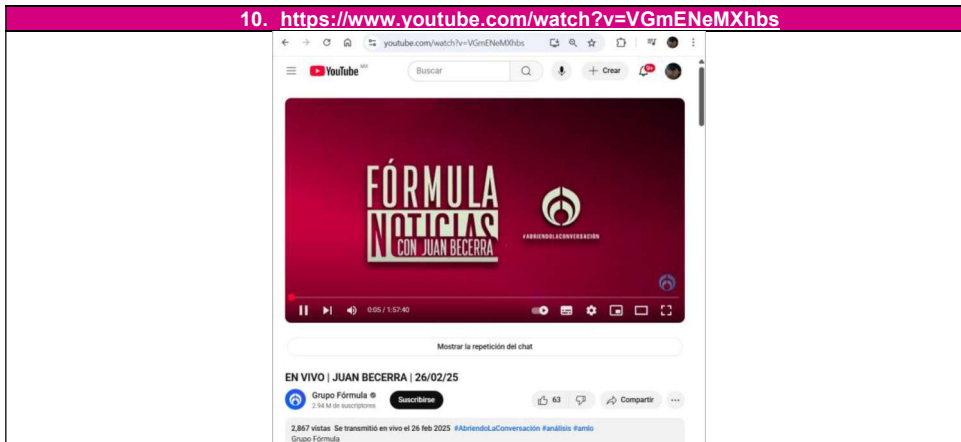 10. https://www.youtube.com/watch?v=VGmENeMXhbs
youtube.com/watch?v=VGmENeMXhbs
YouTube MX
Buscar
Crear
9+
FÓRMULA
NOTICIAS
CON JUAN BECERRA
#ABRIENDOLACONVERSACIÓN
0:05 / 1:57:40
Mostrar la repetición del chat
EN VIVO | JUAN BECERRA | 26/02/25
Grupo Fórmula
2.94 M de suscriptores
Suscribirse
63
Compartir
2,867 vistas Se transmitió en vivo el 26 feb 2025 #AbriendoLaConversación #análisis #amlo
Grupo Fórmula